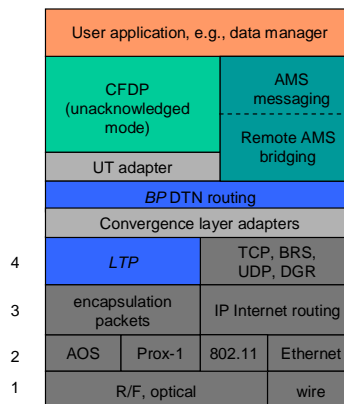 User application, e.g., data manager
CFDP
(unacknowledged
mode)
AMS
messaging
Remote AMS
bridging
UT adapter
BP DTN routing
Convergence layer adapters
4
LTP
TCP, BRS,
UDP, DGR
3
encapsulation
packets
IP Internet routing
2
AOS
Prox-1
802.11
Ethernet
1
R/F, optical
wire